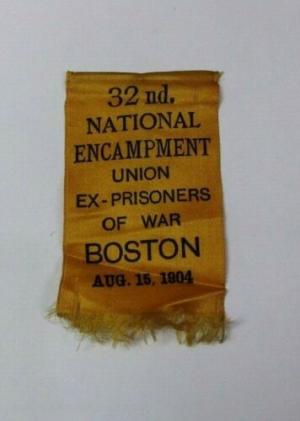 32 nd.
NATIONAL
ENCAMPMENT
UNION
EX-PRISONERS
OF WAR
BOSTON
AUG. 15, 1904